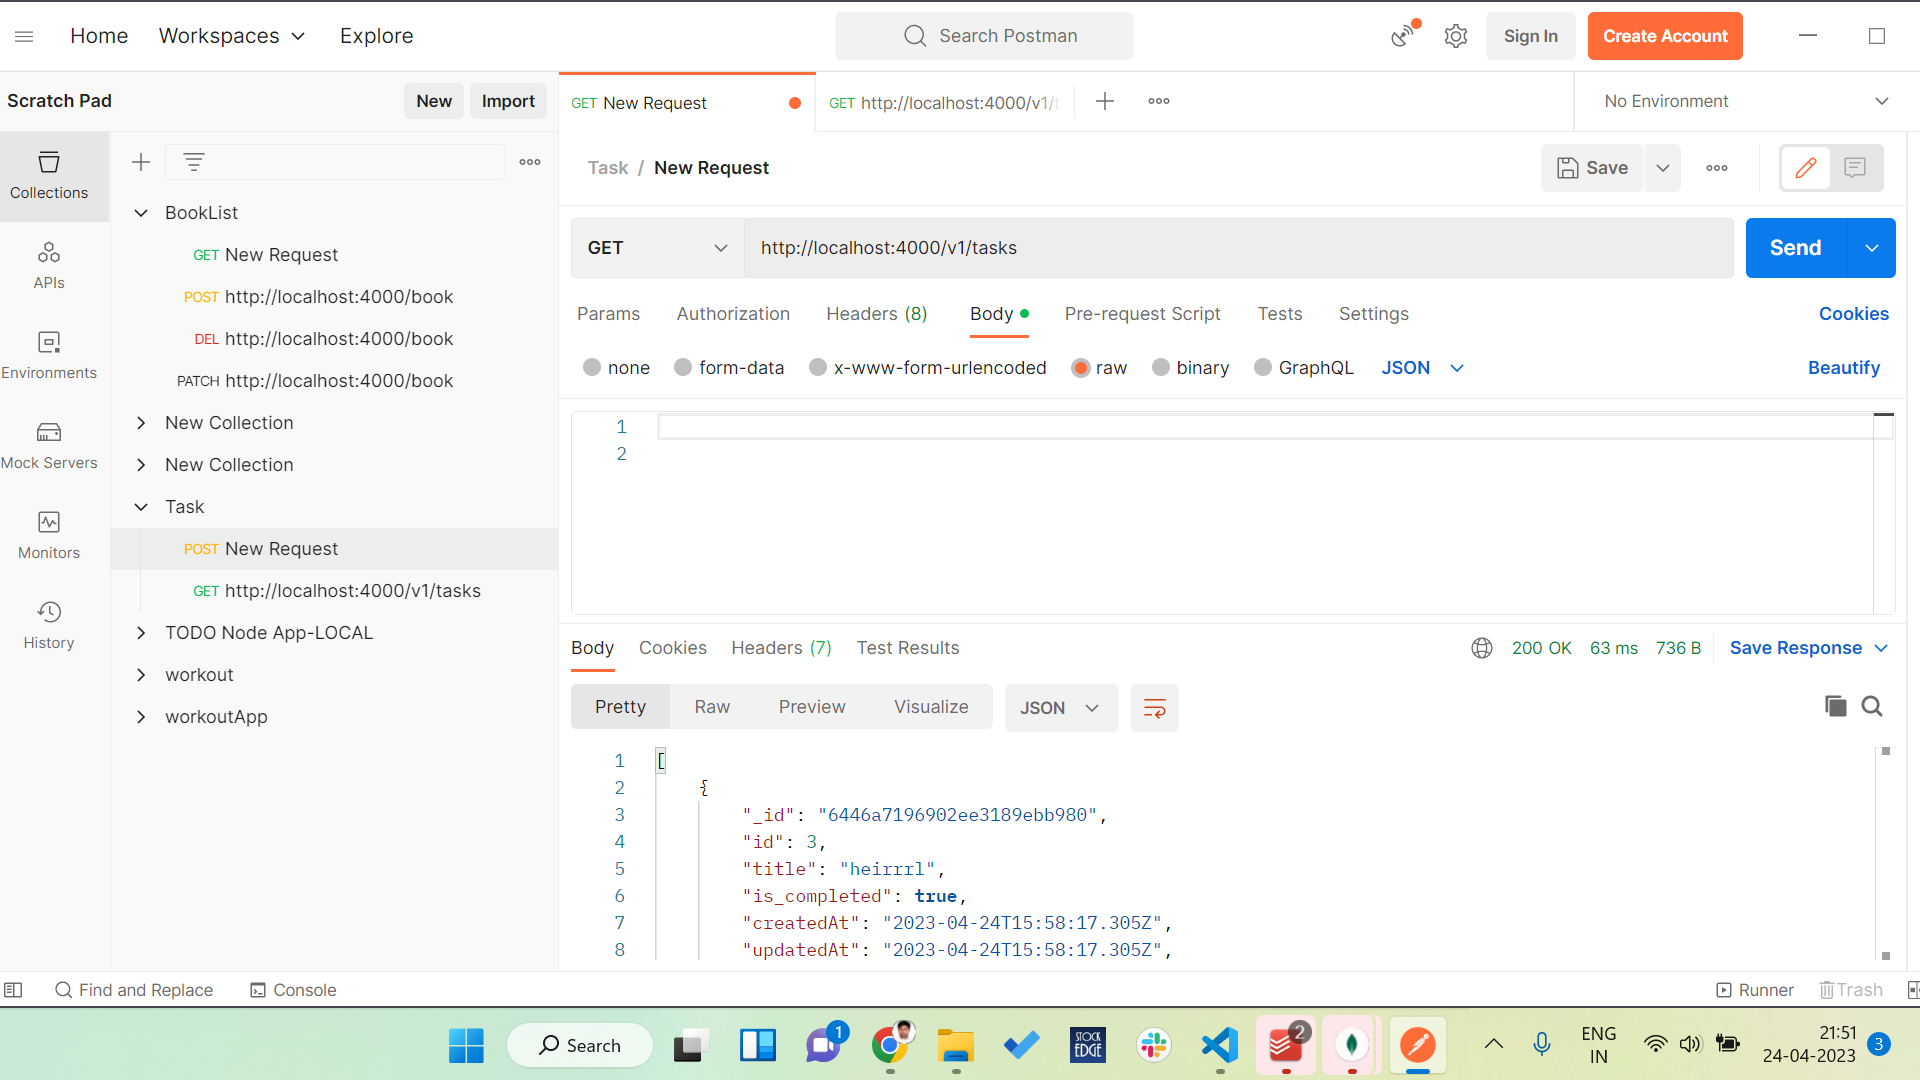 Home Workspaces Explore Search Postman Sign In Create Account
Scratch Pad New Import GET New Request GET http://localhost:4000/v1/ No Environment
Collections
APIs
Environments
Mock Servers
Monitors
History
BookList
GET New Request
POST http://localhost:4000/book
DEL http://localhost:4000/book
PATCH http://localhost:4000/book
New Collection
New Collection
Task
POST New Request
GET http://localhost:4000/v1/tasks
TODO Node App-LOCAL
workout
workoutApp
Task / New Request Save
GET http://localhost:4000/v1/tasks Send
Params Authorization Headers (8) Body Pre-request Script Tests Settings Cookies
none form-data x-www-form-urlencoded raw binary GraphQL JSON Beautify
1
2
Body Cookies Headers (7) Test Results 200 OK 63 ms 736 B Save Response
Pretty Raw Preview Visualize JSON
1 [
2 {
3 "_id": "6446a7196902ee3189ebb980",
4 "id": 3,
5 "title": "heirrrl",
6 "is_completed": true,
7 "createdAt": "2023-04-24T15:58:17.305Z",
8 "updatedAt": "2023-04-24T15:58:17.305Z",
Find and Replace Console Runner Trash
Search 1 STOCK EDGE 2 ENG IN 21:51 24-04-2023 3